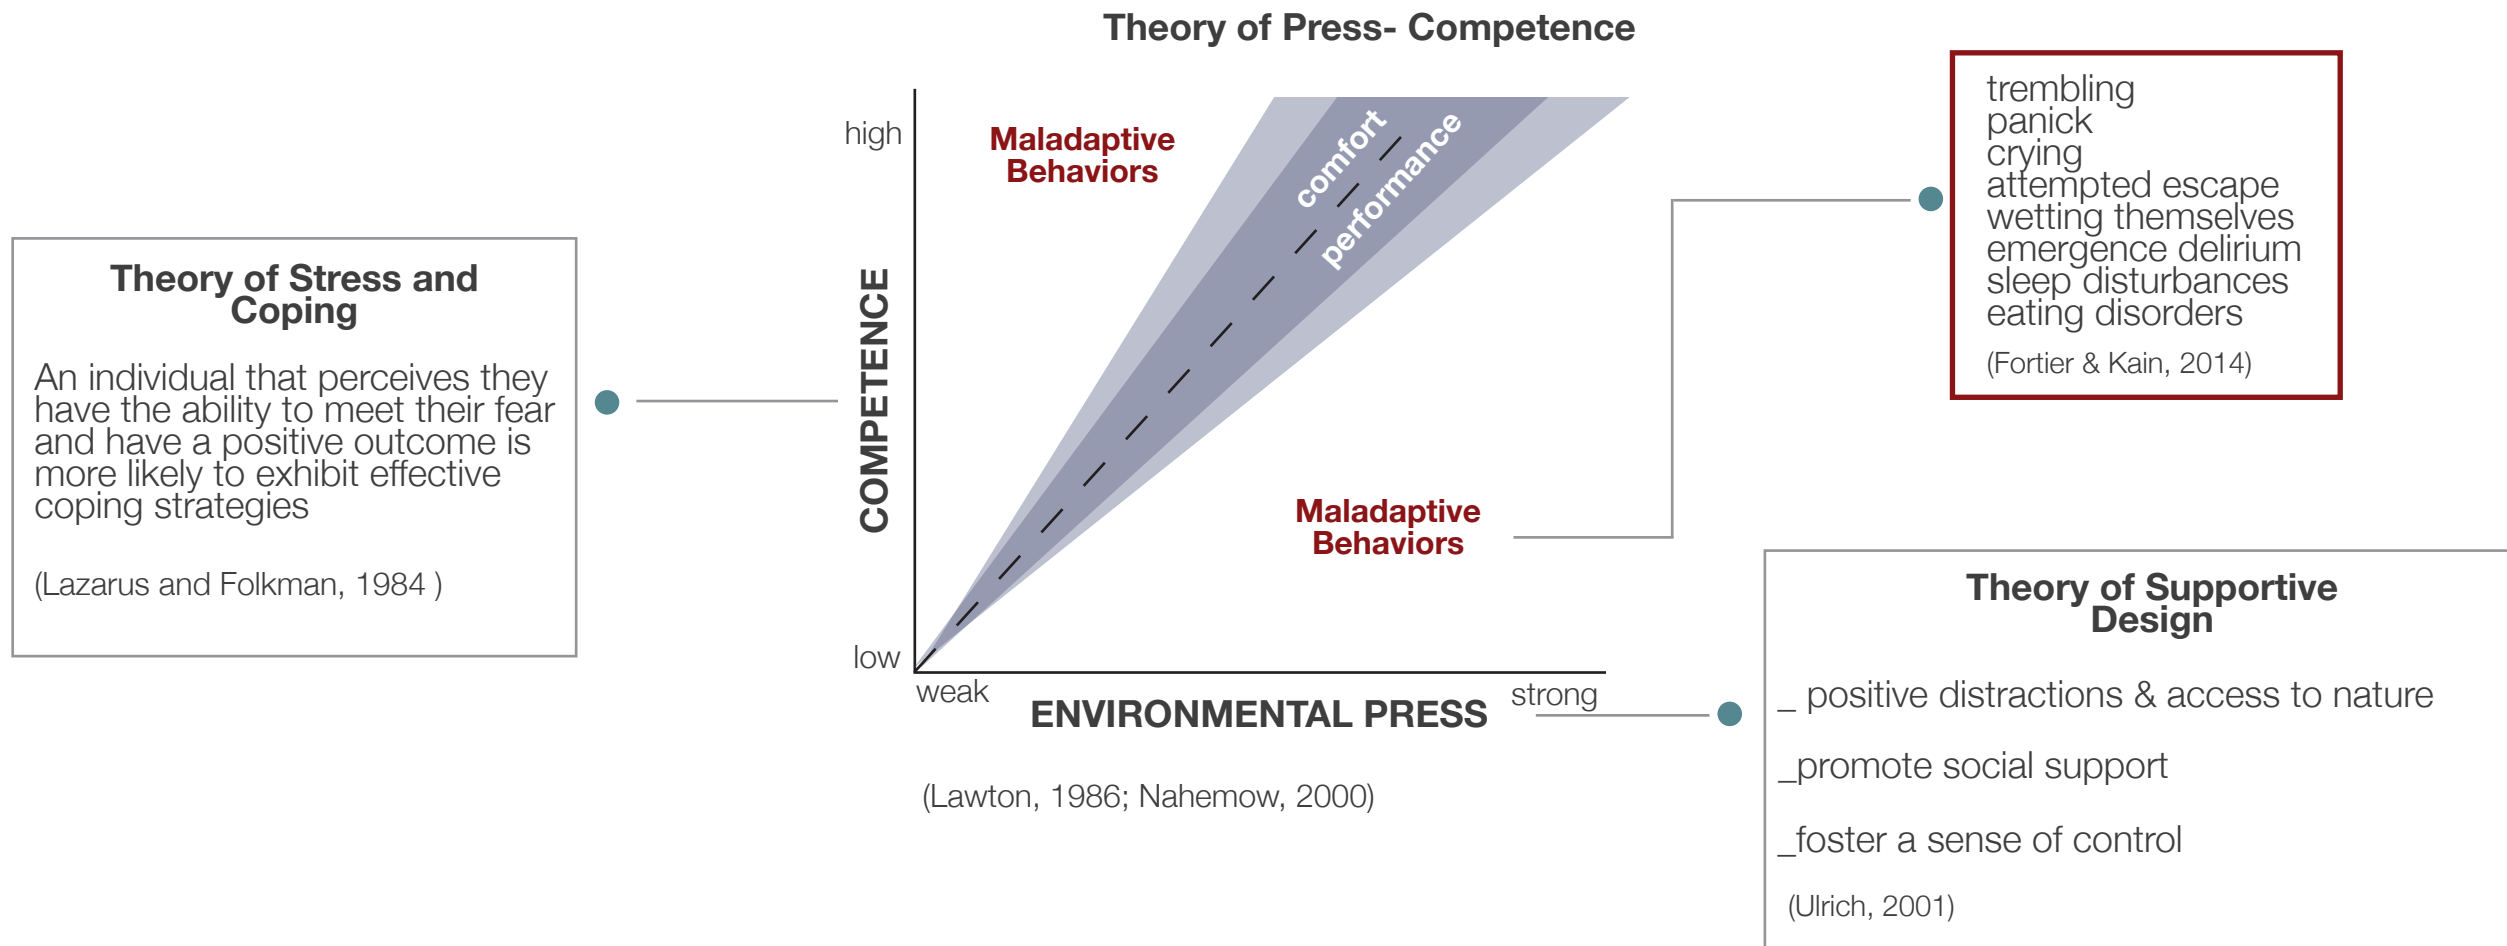 Theory of Press- Competence
Theory of Stress and
Coping
An individual that perceives they
have the ability to meet their fear
and have a positive outcome is
more likely to exhibit effective
coping strategies
(Lazarus and Folkman, 1984 )
high
COMPETENCE
low
Maladaptive
Behaviors
comfort
performance
Maladaptive
Behaviors
weak
strong
ENVIRONMENTAL PRESS
(Lawton, 1986; Nahemow, 2000)
trembling
panick
crying
attempted escape
wetting themselves
emergence delirium
sleep disturbances
eating disorders
(Fortier & Kain, 2014)
Theory of Supportive
Design
_ positive distractions & access to nature
_promote social support
_foster a sense of control
(Ulrich, 2001)